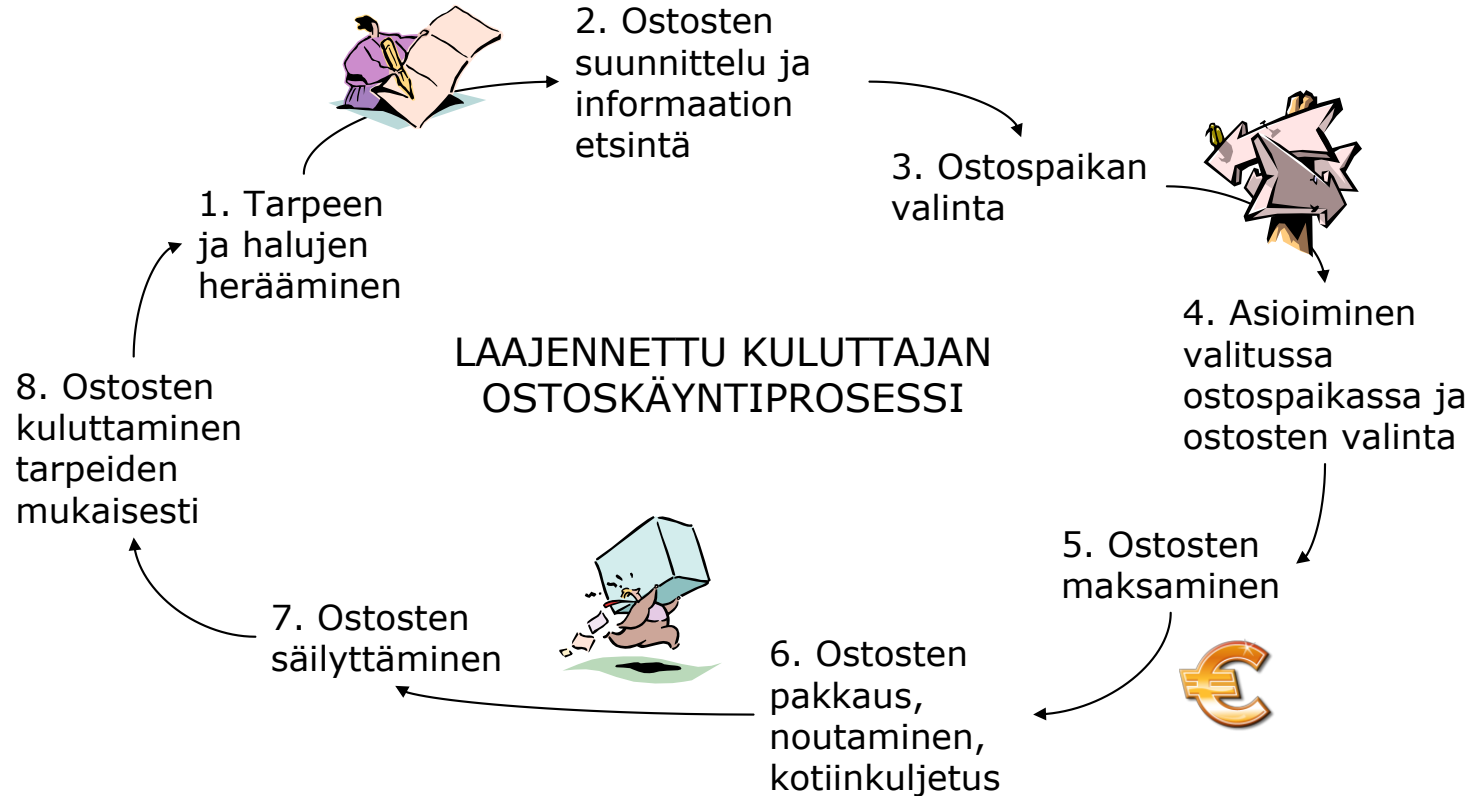 1. Tarpeen
ja halujen
herääminen
2. Ostosten
suunnittelu ja
informaation
etsintä
3. Ostospaikan
valinta
4. Asioiminen
valitussa
ostospaikassa ja
ostosten valinta
5. Ostosten
maksaminen
6. Ostosten
pakkaus,
noutaminen,
kotiinkuljetus
7. Ostosten
säilyttäminen
8. Ostosten
kuluttaminen
tarpeiden
mukaisesti
LAAJENNETTU KULUTTAJAN
OSTOSKÄYNTIPROSESSI
€